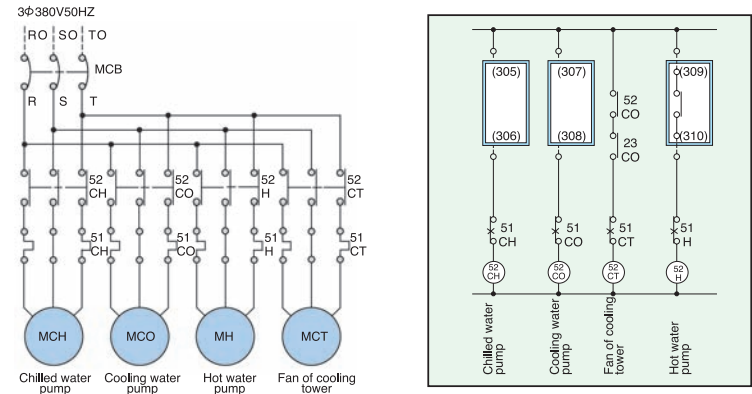 3Φ380V50HZ
RO SO TO
MCB
R S T
52 CH
52 CO
52 H
52 CT
51 CH
51 CO
51 H
51 CT
MCH
MCO
MH
MCT
Chilled water
pump
Cooling water
pump
Hot water
pump
Fan of cooling
tower
(305)
(307)
(309)
52
CO
(306)
(308)
23
CO
(310)
51
CH
51
CO
51
CT
51
H
52
CH
52
CO
52
CT
52
H
Chilled water
pump
Cooling water
pump
Fan of cooling
tower
Hot water
pump